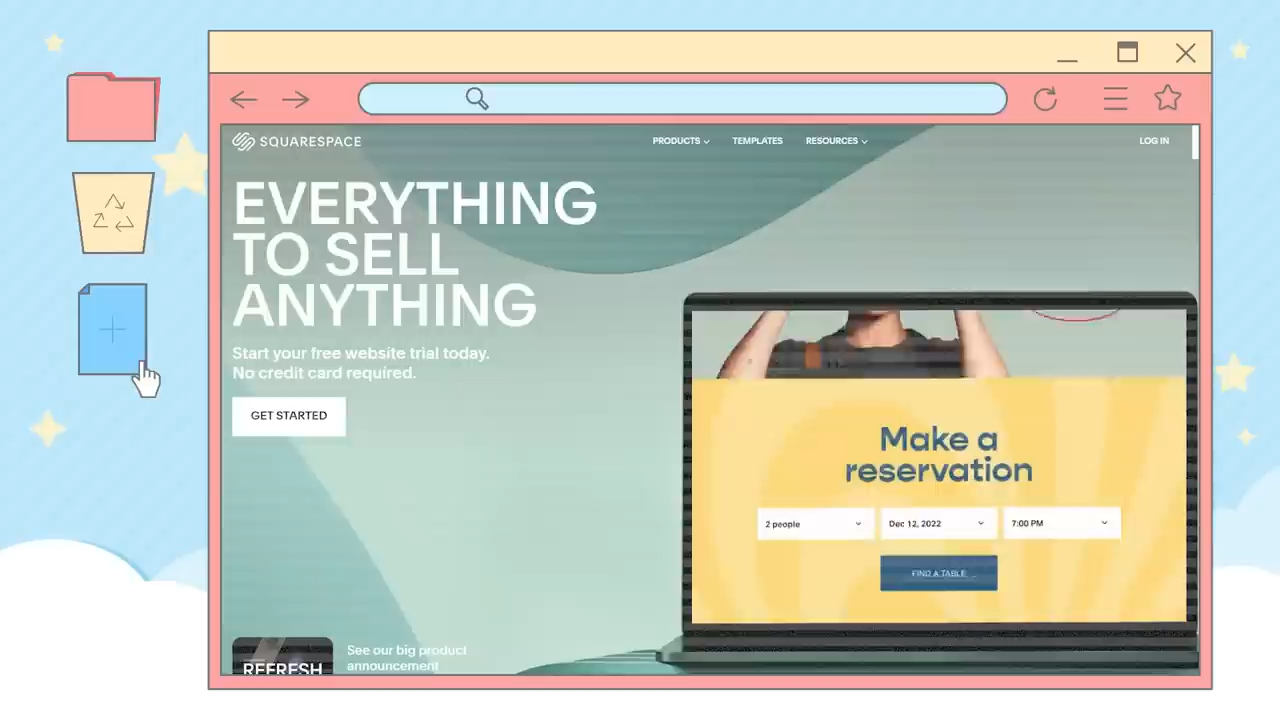 SQUARESPACE
PRODUCTS
TEMPLATES
RESOURCES
LOG IN
EVERYTHING
TO SELL
ANYTHING
Start your free website trial today.
No credit card required.
GET STARTED
Make a
reservation
2 people
Dec 12, 2022
7:00 PM
FIND A TABLE
See our big product
announcement
REFRESH